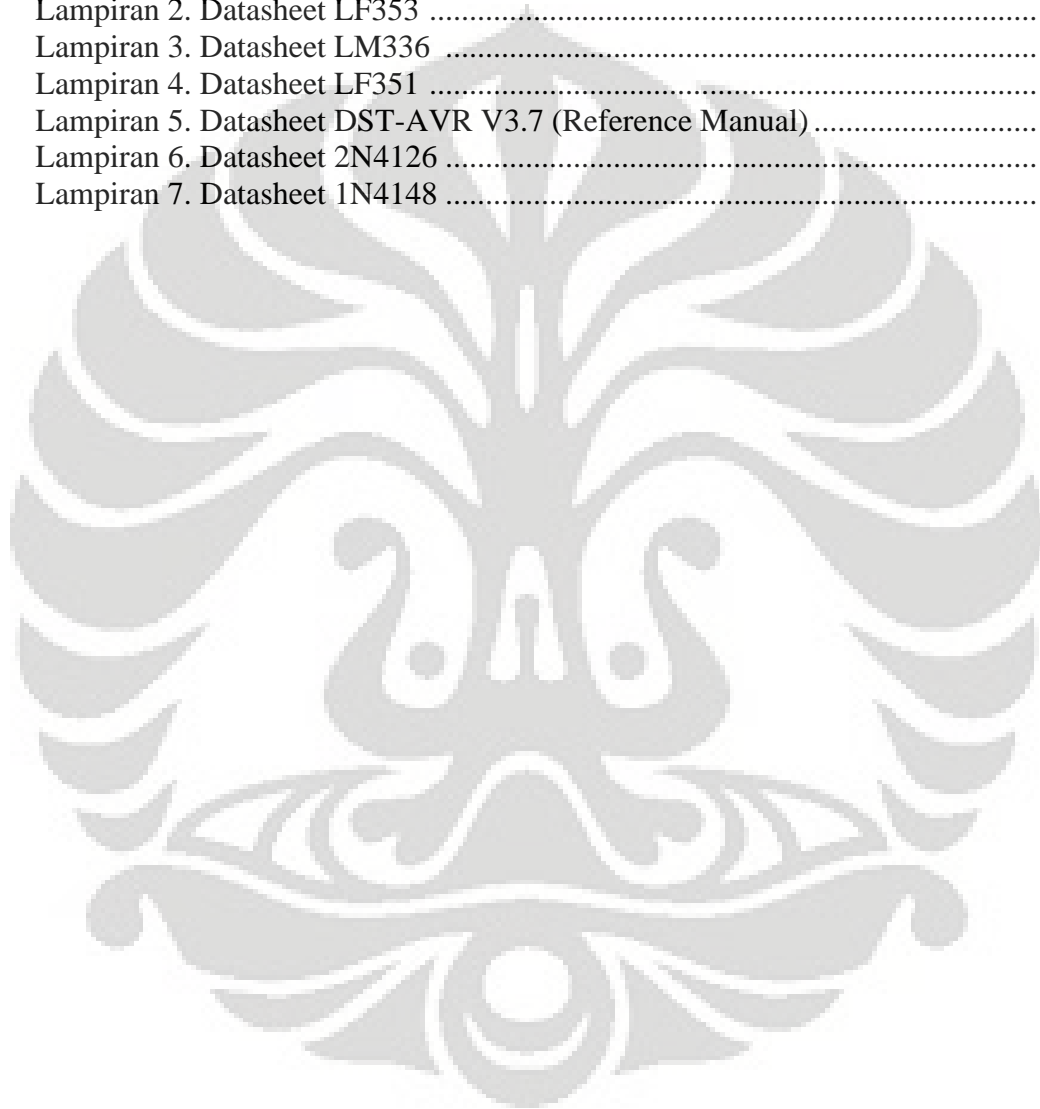 Lampiran 2. Datasheet LF353 ........................................................................
Lampiran 3. Datasheet LM336 ......................................................................
Lampiran 4. Datasheet LF351 ........................................................................
Lampiran 5. Datasheet DST-AVR V3.7 (Reference Manual) ...........................
Lampiran 6. Datasheet 2N4126 ......................................................................
Lampiran 7. Datasheet 1N4148 ......................................................................